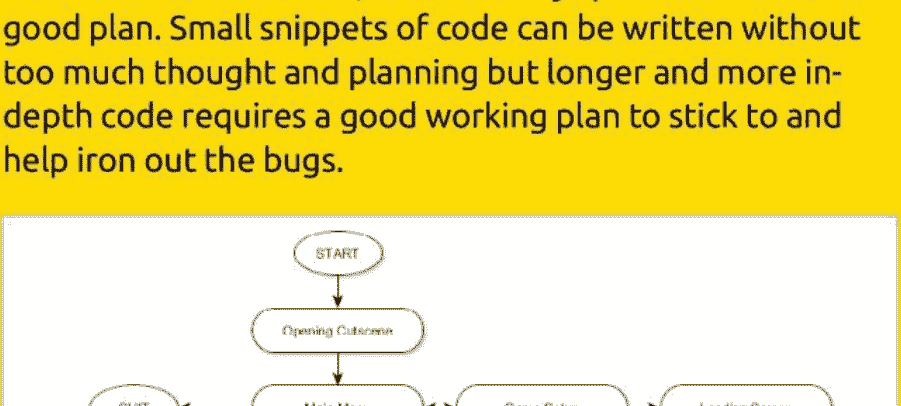 good plan. Small snippets of code can be written without
too much thought and planning but longer and more in-
depth code requires a good working plan to stick to and
help iron out the bugs.
START
Opening Cutscene